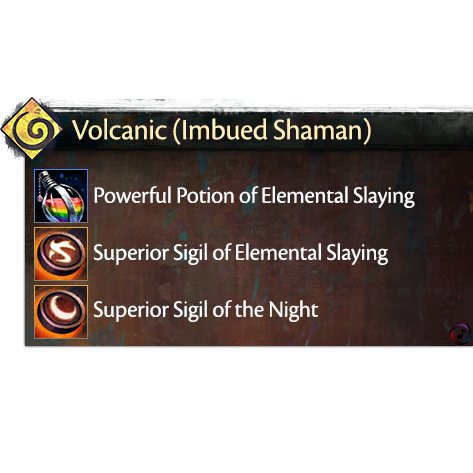 Volcanic (Imbued Shaman)
Powerful Potion of Elemental Slaying
Superior Sigil of Elemental Slaying
Superior Sigil of the Night